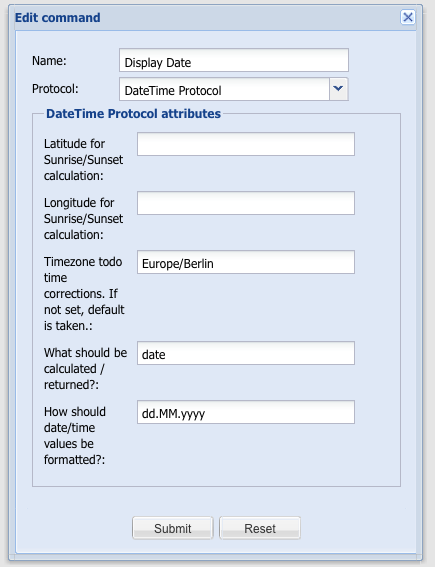 Edit command
Name: Display Date
Protocol: DateTime Protocol
DateTime Protocol attributes
Latitude for
Sunrise/Sunset
calculation:
Longitude for
Sunrise/Sunset
calculation:
Timezone todo Europe/Berlin
time
corrections. If
not set, default
is taken.:
What should be date
calculated /
returned?:
How should dd.MM.yyyy
date/time
values be
formatted?:
Submit Reset